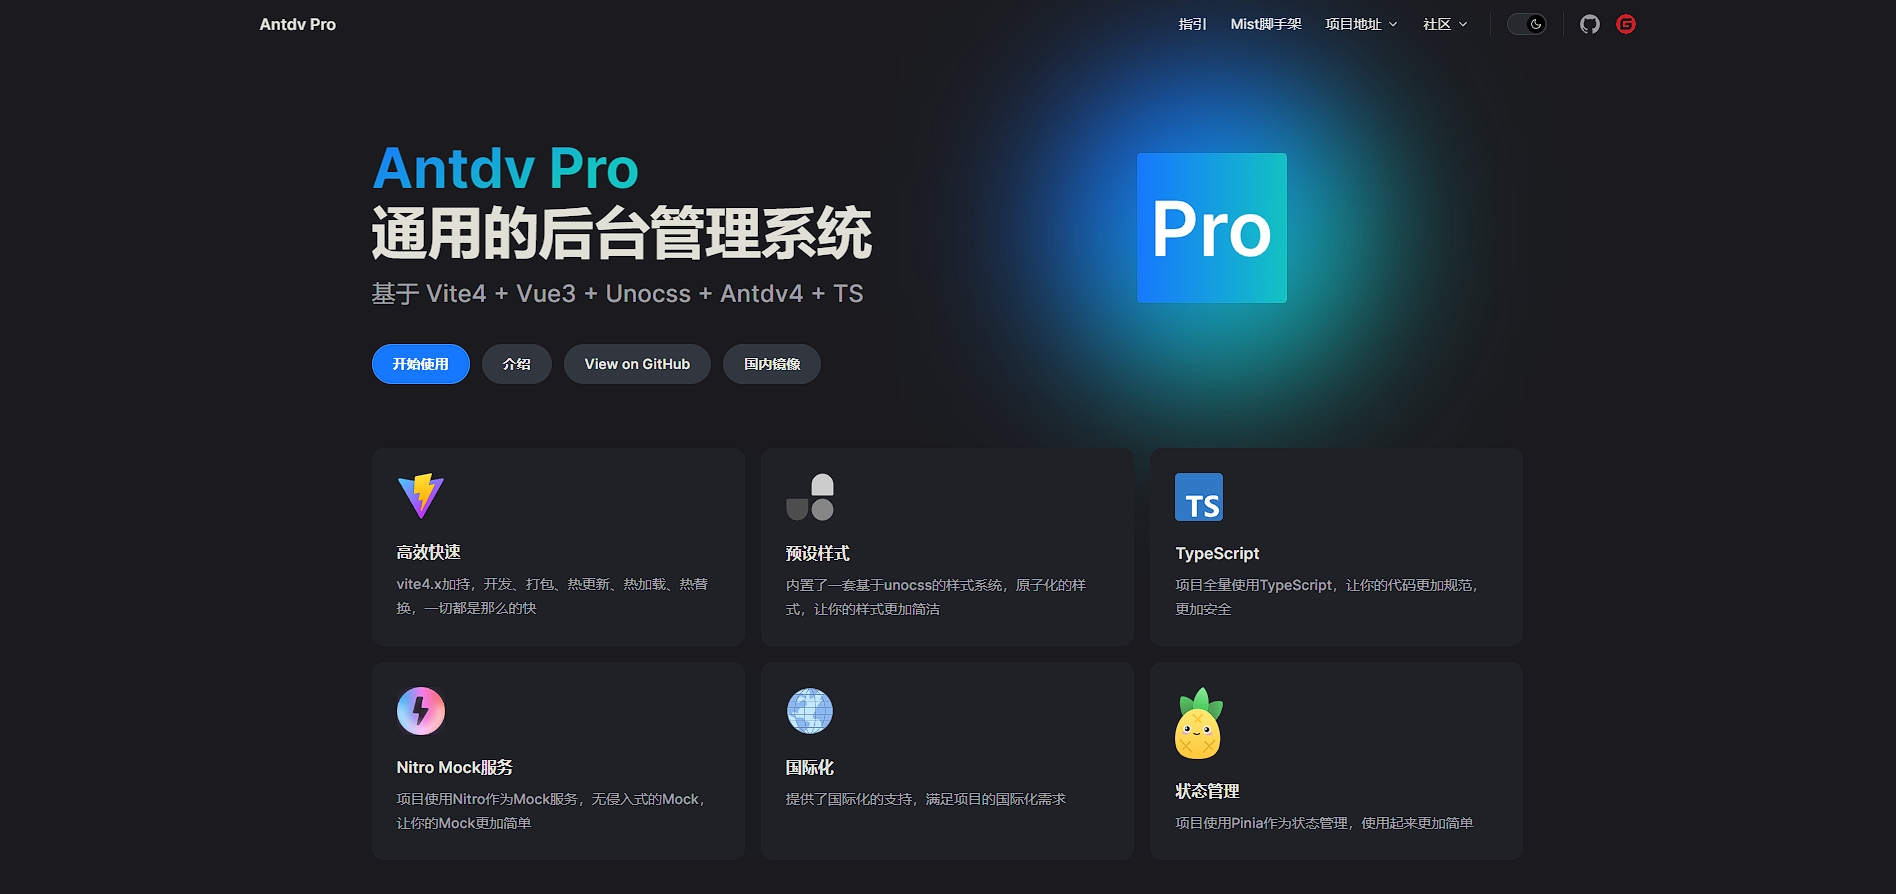 Antdv Pro
指引 Mist脚手架 项目地址 社区
Antdv Pro
通用的后台管理系统
基于 Vite4 + Vue3 + Unocss + Antdv4 + TS
Pro
开始使用 介绍 View on GitHub 国内镜像
高效快速
vite4.x加持，开发、打包、热更新、热加载、热替
换，一切都是那么的快
预设样式
内置了一套基于unocss的样式系统，原子化的样
式，让你的样式更加简洁
TS
TypeScript
项目全量使用TypeScript，让你的代码更加规范，
更加安全
Nitro Mock服务
项目使用Nitro作为Mock服务，无侵入式的Mock，
让你的Mock更加简单
国际化
提供了国际化的支持，满足项目的国际化需求
状态管理
项目使用Pinia作为状态管理，使用起来更加简单